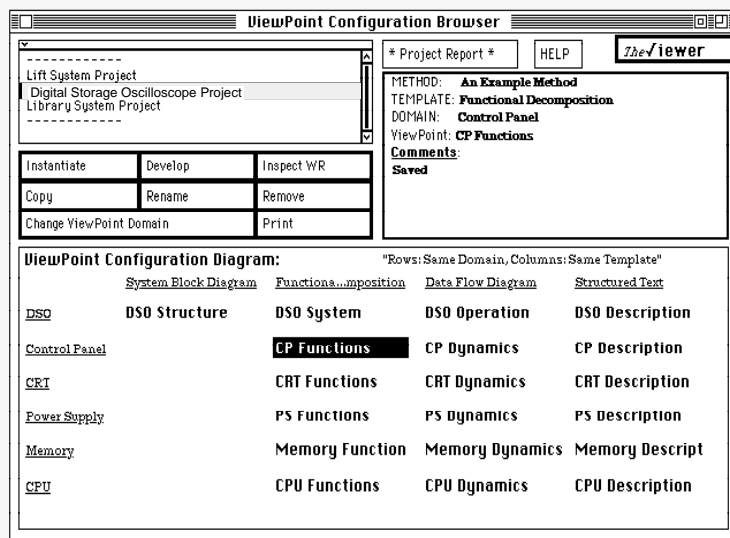 ViewPoint Configuration Browser
------------
Lift System Project
Digital Storage Oscilloscope Project
Library System Project
------------
* Project Report *
HELP
The√iewer
METHOD: An Example Method
TEMPLATE: Functional Decomposition
DOMAIN: Control Panel
ViewPoint: CP Functions
Comments:
Saved
Instantiate Develop Inspect WR
Copy Rename Remove
Change ViewPoint Domain Print
ViewPoint Configuration Diagram: "Rows: Same Domain, Columns: Same Template"
System Block Diagram Functiona...mposition Data Flow Diagram Structured Text
DSO DSO Structure DSO System DSO Operation DSO Description
Control Panel CP Functions CP Dynamics CP Description
CRT CRT Functions CRT Dynamics CRT Description
Power Supply PS Functions PS Dynamics PS Description
Memory Memory Function Memory Dynamics Memory Descript
CPU CPU Functions CPU Dynamics CPU Description